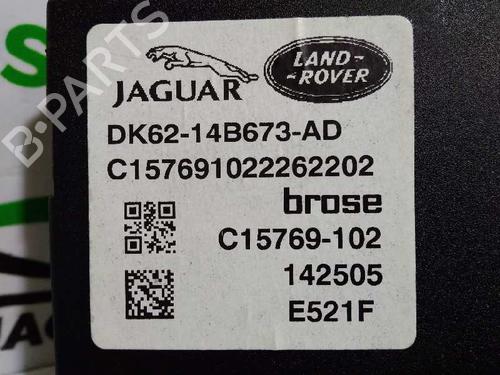 B-PARTS
JAGUAR
LAND-
-ROVER
DK62-14B673-AD
C157691022262202
brose
C15769-102
142505
E521F